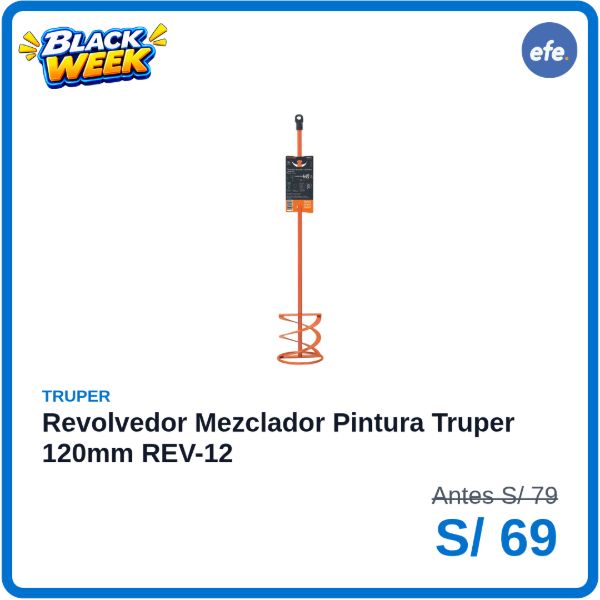 BLACK
WEEK
efe.
TRUPER
Revolvedor Mezclador Pintura Truper
120mm REV-12
Antes S/ 79
S/ 69